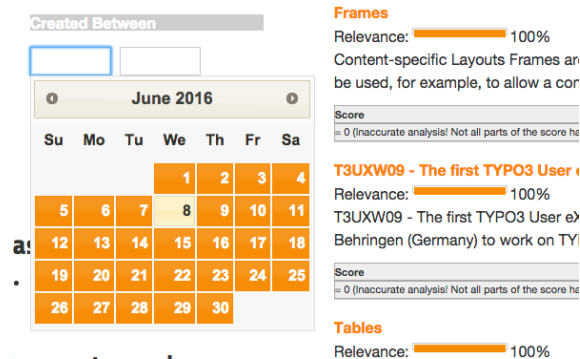 Created Between
June 2016
Su Mo Tu We Th Fr Sa
1 2 3 4
5 6 7 8 9 10 11
12 13 14 15 16 17 18
19 20 21 22 23 24 25
26 27 28 29 30
Frames
Relevance: 100%
Content-specific Layouts Frames are
be used, for example, to allow a con
Score
= 0 (Inaccurate analysis! Not all parts of the score ha
T3UXW09 - The first TYPO3 User e
Relevance: 100%
T3UXW09 - The first TYPO3 User eX
Behringen (Germany) to work on TY
Score
= 0 (Inaccurate analysis! Not all parts of the score ha
Tables
Relevance: 100%